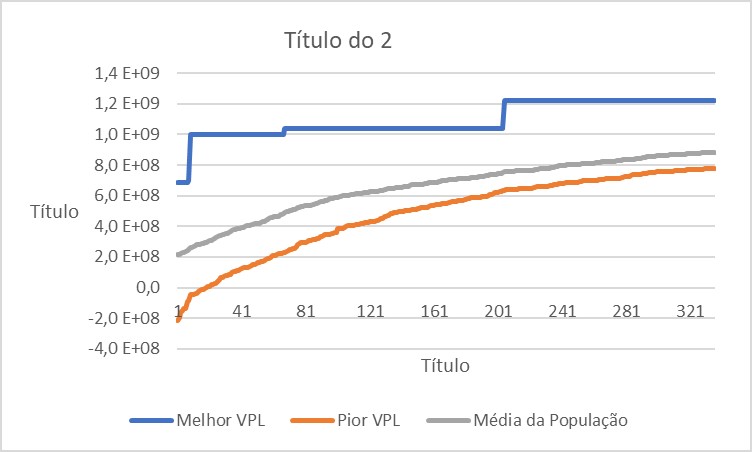 Título do 2
1,4 E+09
1,2 E+09
1,0 E+09
8,0 E+08
6,0 E+08
4,0 E+08
2,0 E+08
0,0
-2,0 E+08
-4,0 E+08
Título
1 41 81 121 161 201 241 281 321
Título
Melhor VPL Pior VPL Média da População